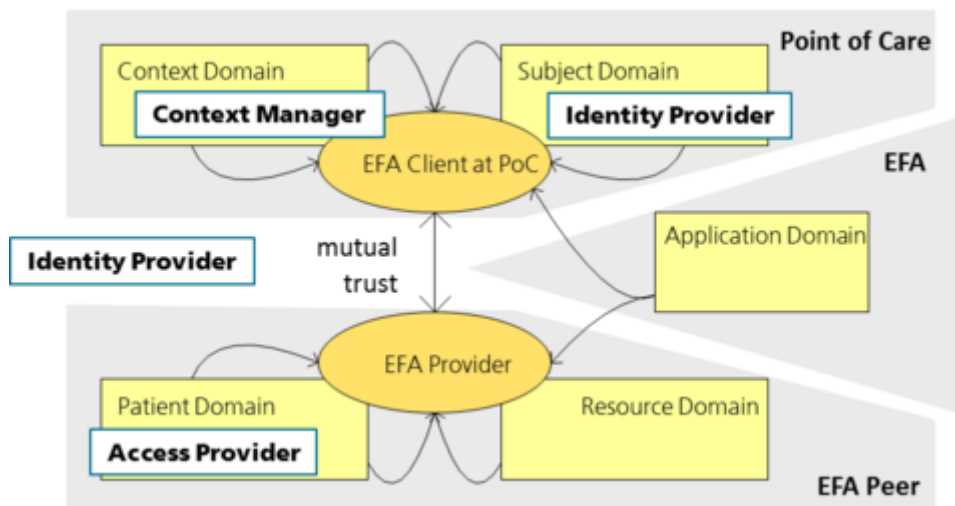 Point of Care
Context Domain
Subject Domain
Context Manager
Identity Provider
EFA Client at PoC
EFA
Application Domain
Identity Provider
mutual
trust
EFA Provider
Patient Domain
Resource Domain
Access Provider
EFA Peer